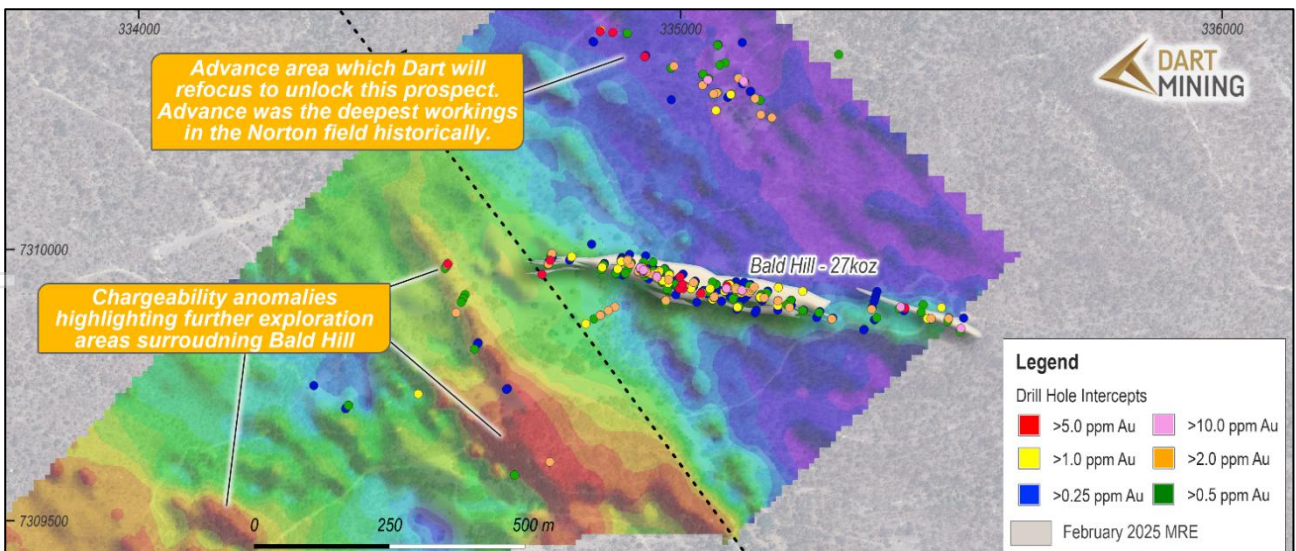 334000
335000
336000
Advance area which Dart will
refocus to unlock this prospect.
Advance was the deepest workings
in the Norton field historically.
DART
MINING
7310000
Bald Hill - 27koz
Chargeability anomalies
highlighting further exploration
areas surroudning Bald Hill
7309500
0 250 500 m
Legend
Drill Hole Intercepts
>5.0 ppm Au >10.0 ppm Au
>1.0 ppm Au >2.0 ppm Au
>0.25 ppm Au >0.5 ppm Au
February 2025 MRE